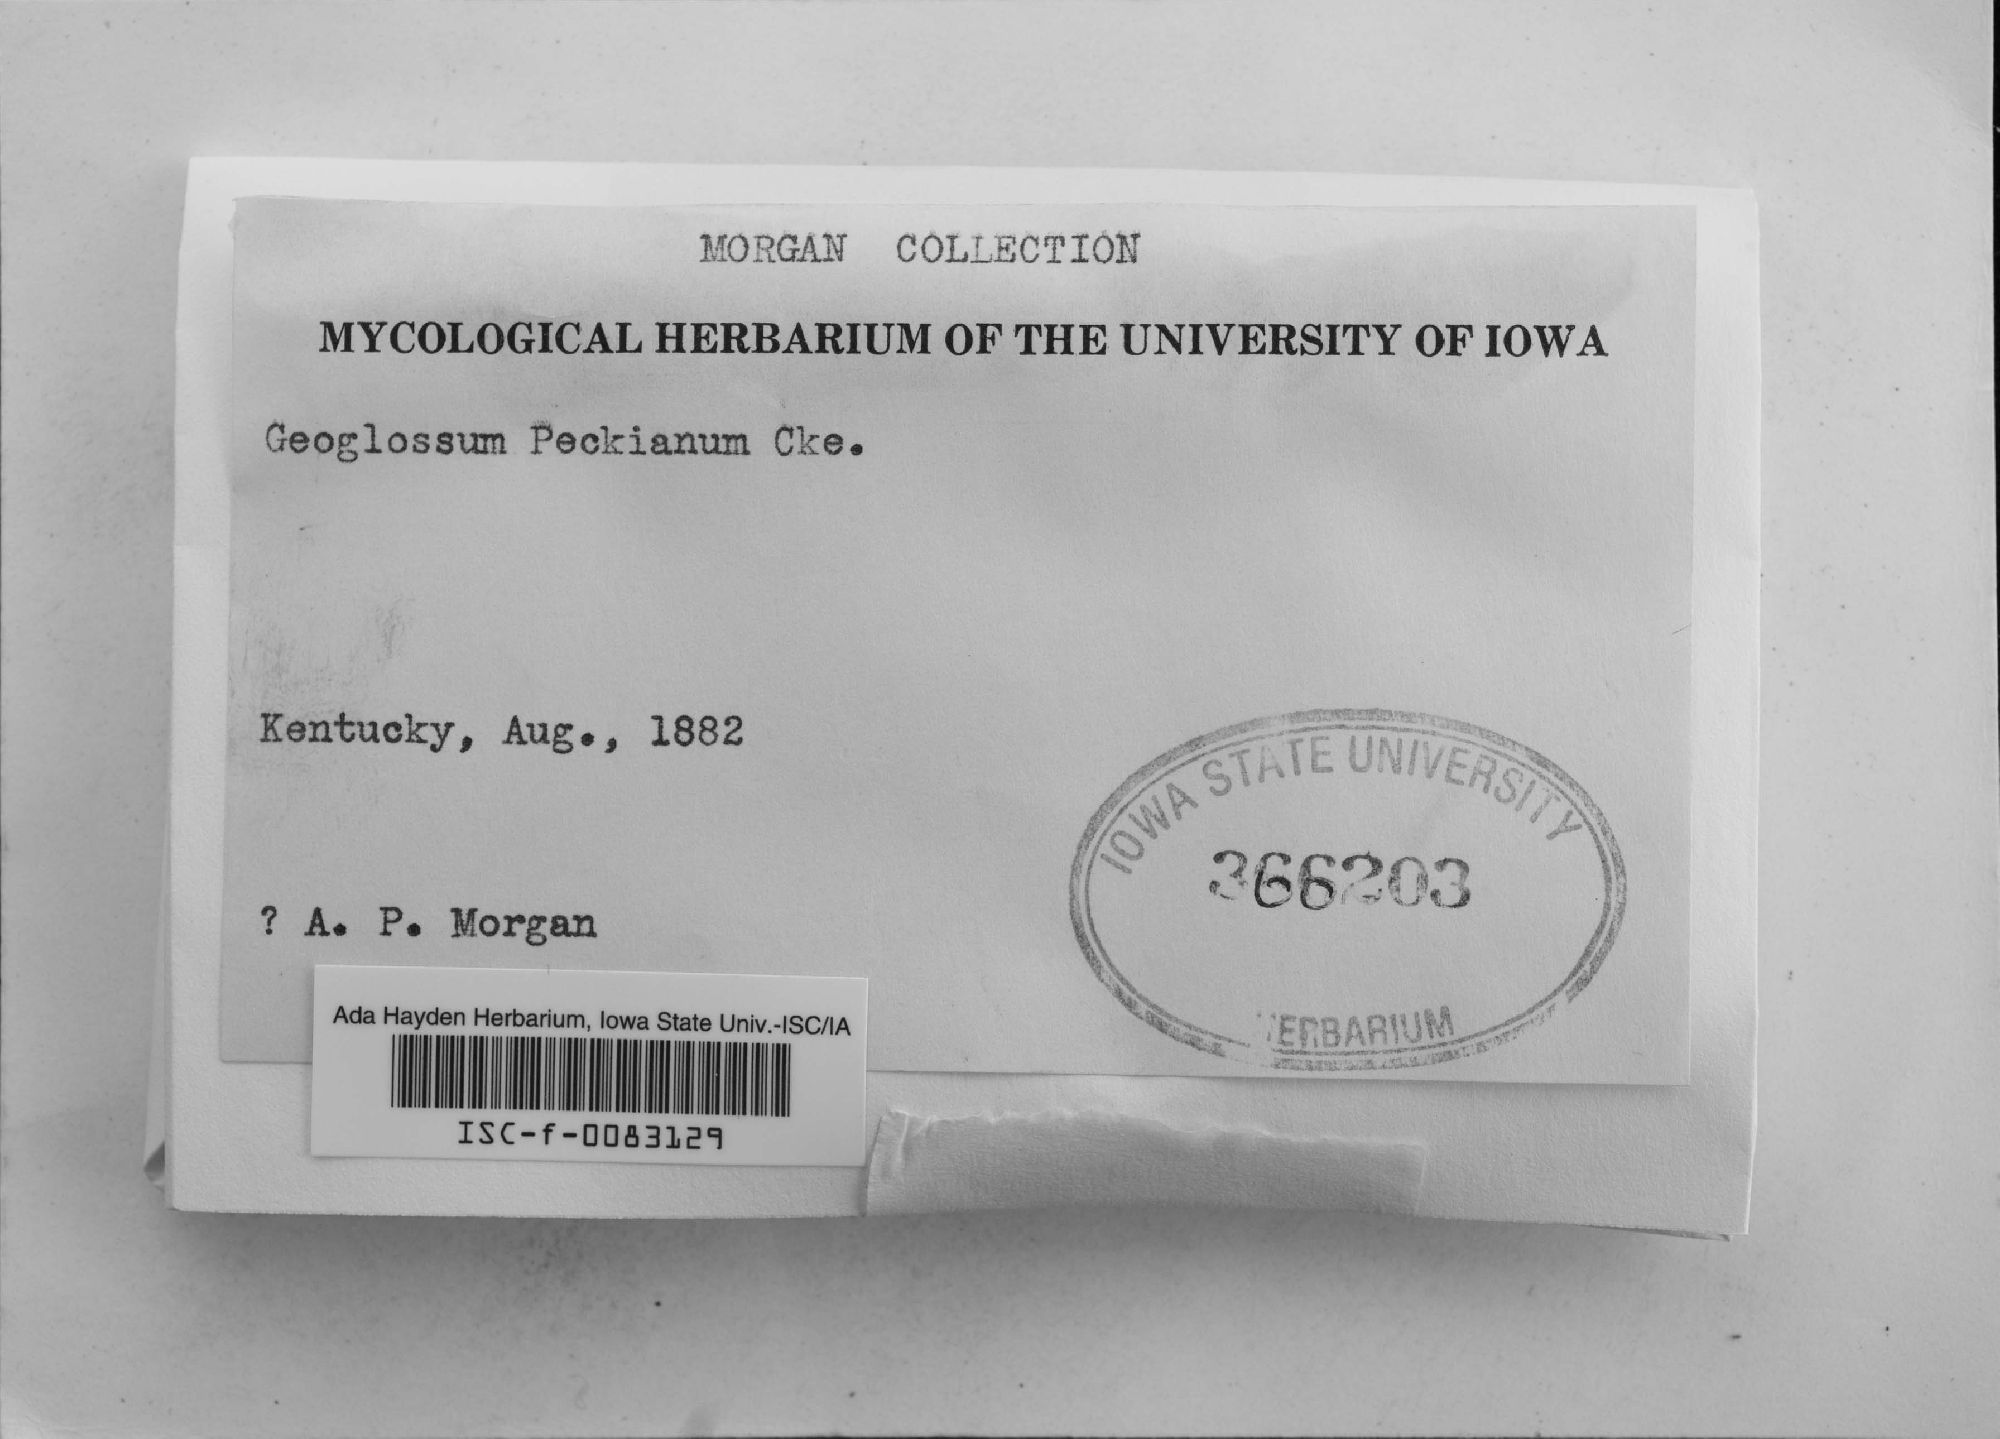 MORGAN COLLECTION
MYCOLOGICAL HERBARIUM OF THE UNIVERSITY OF IOWA
Geoglossum Peckianum Cke.
Kentucky, Aug., 1882
IOWA STATE UNIVERSITY
366203
HERBARIUM
? A. P. Morgan
Ada Hayden Herbarium, Iowa State Univ.-ISC/IA
ISC-f-0083129